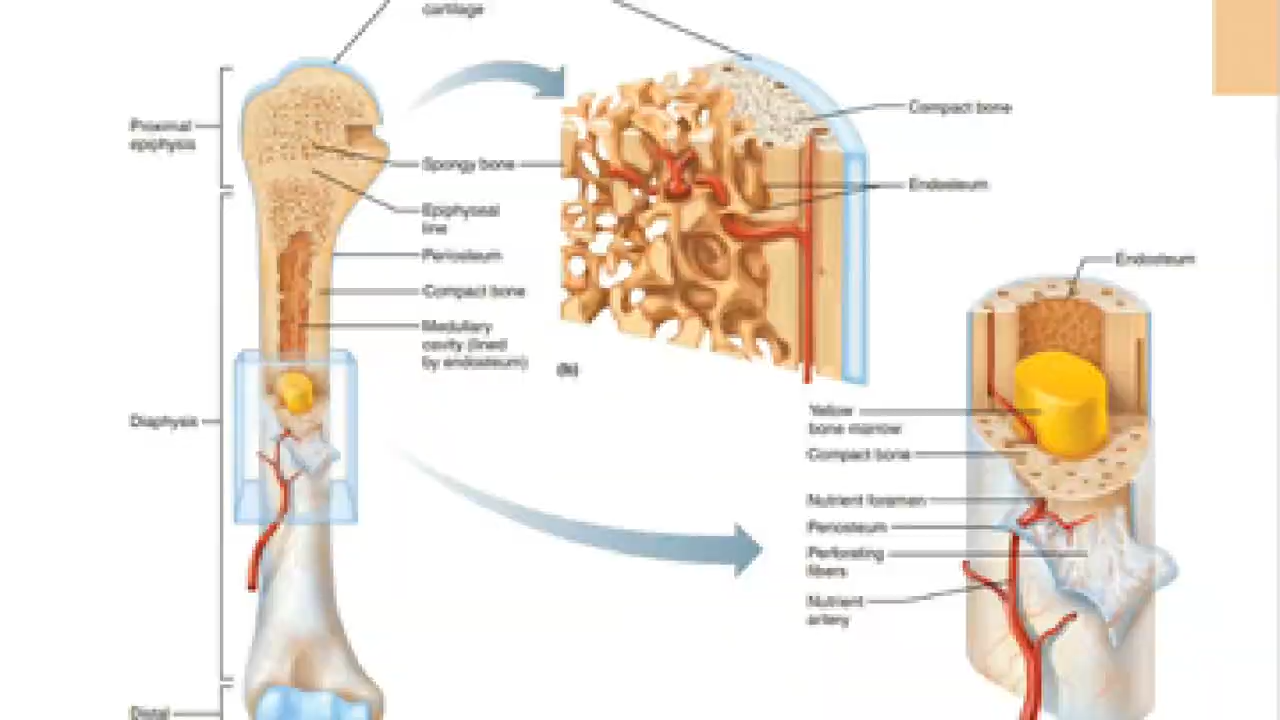 cartilage
Proximal
epiphysis
Spongy bone
Epiphyseal
line
Periosteum
Compact bone
Medullary
cavity (lined
by endosteum)
Diaphysis
Distal
Compact bone
Endosteum
(b)
Endosteum
Yellow
bone marrow
Compact bone
Nutrient foramen
Periosteum
Perforating
fibers
Nutrient
artery